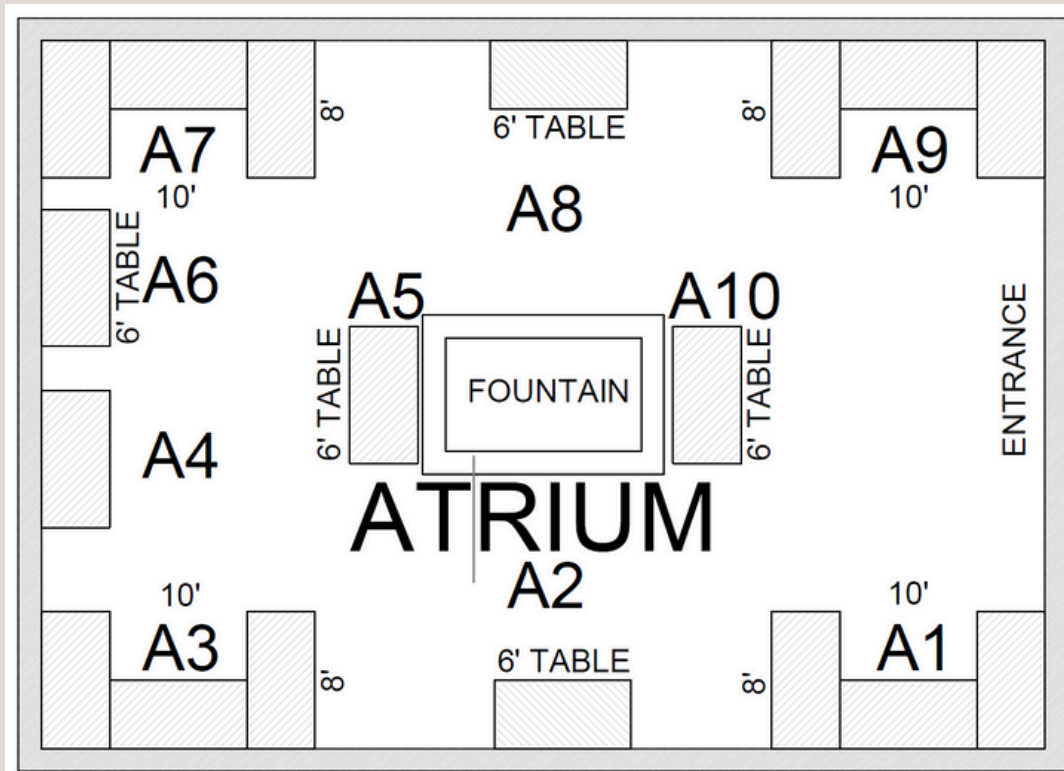 8'
6' TABLE
8'
A7
A9
10'
10'
A8
6' TABLE
A6
A5
A10
ENTRANCE
6' TABLE
FOUNTAIN
6' TABLE
A4
ATRIUM
A2
10'
10'
A3
A1
6' TABLE
8'
8'